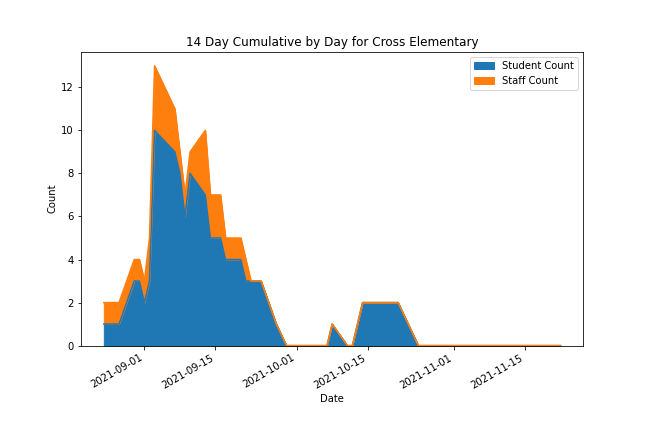 14 Day Cumulative by Day for Cross Elementary
Student Count
Staff Count
12
10
8
6
4
2
0
Count
2021-09-01
2021-09-15
2021-10-01
2021-10-15
2021-11-01
2021-11-15
Date